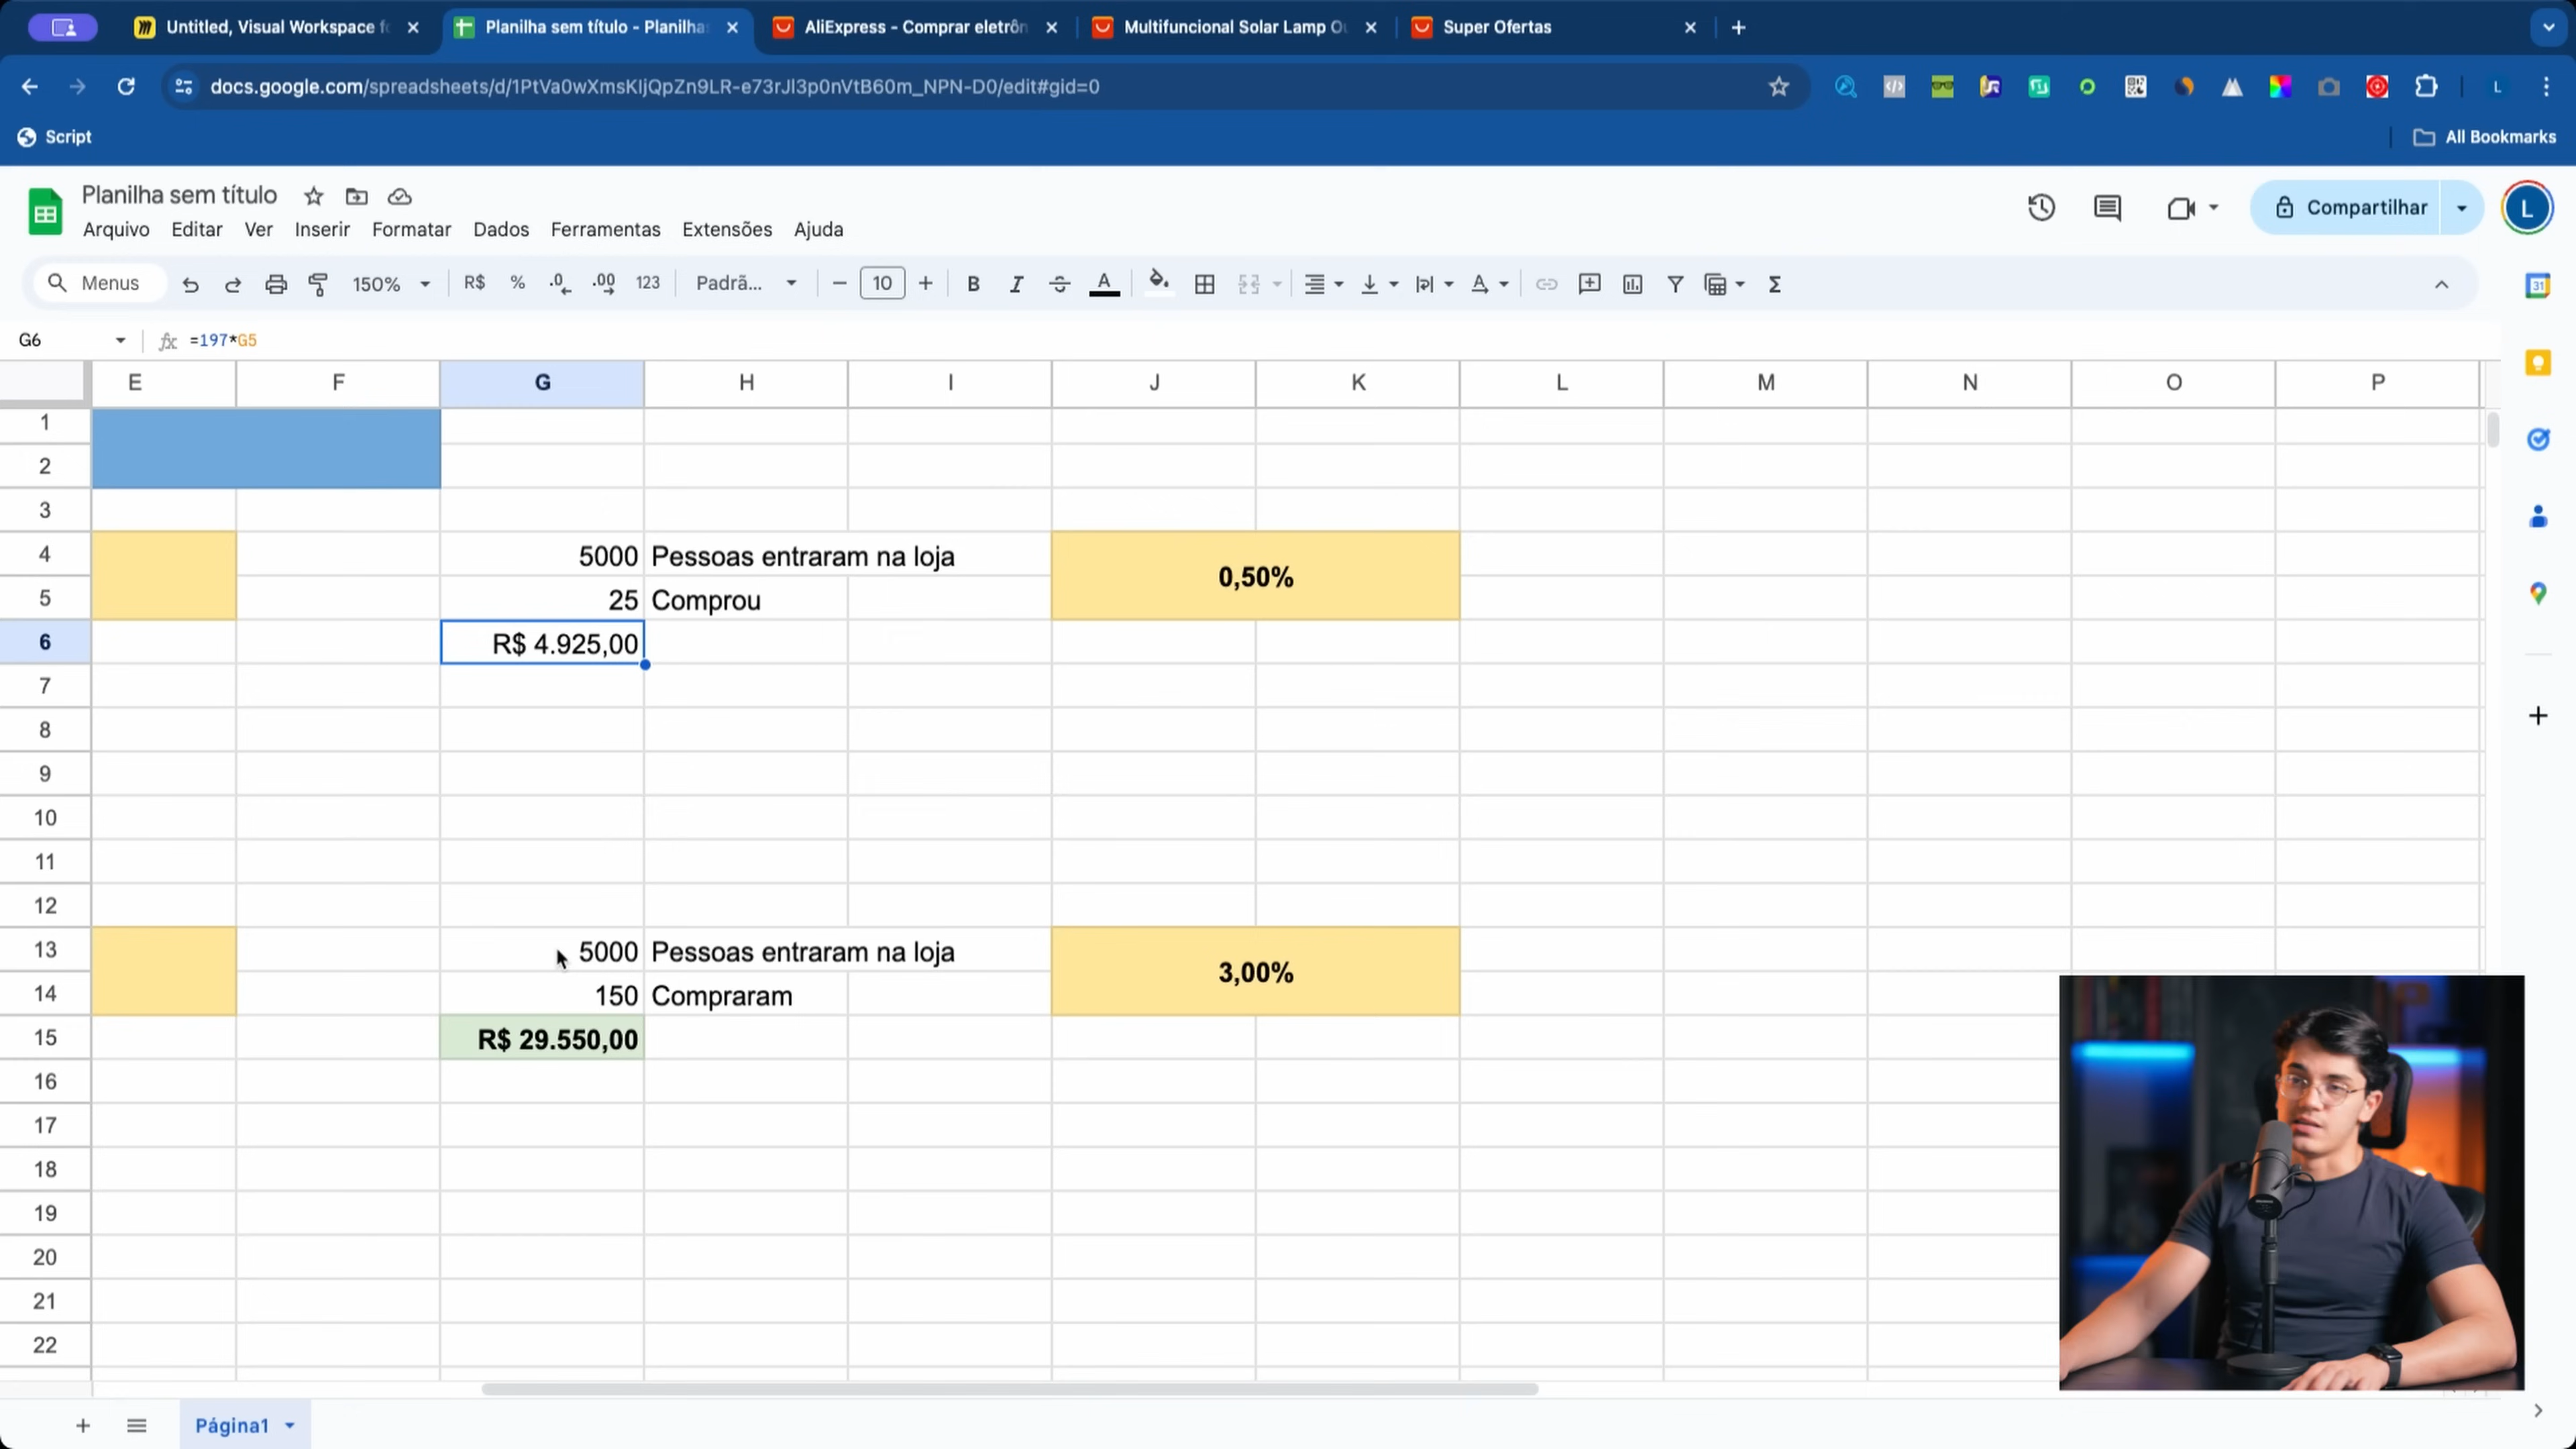 Untitled, Visual Workspace f
Planilha sem título - Planilha
AliExpress - Comprar eletrôn
Multifuncional Solar Lamp Ou
Super Ofertas
docs.google.com/spreadsheets/d/1PtVa0wXmsKIjQpZn9LR-e73rJl3p0nVtB60m_NPN-D0/edit#gid=0
L
Script
All Bookmarks
Planilha sem título
Arquivo Editar Ver Inserir Formatar Dados Ferramentas Extensões Ajuda
Compartilhar
L
Menus 150% R$ % .0 .00 123 Padrã... 10 B I A Σ
31
G6 fx =197*G5
E F G H I J K L M N O P
1
2
3
4 5000 Pessoas entraram na loja
0,50%
5 25 Comprou
6 R$ 4.925,00
7
8
9
10
11
12
13 5000 Pessoas entraram na loja
3,00%
14 150 Compraram
15 R$ 29.550,00
16
17
18
19
20
21
22
Página1